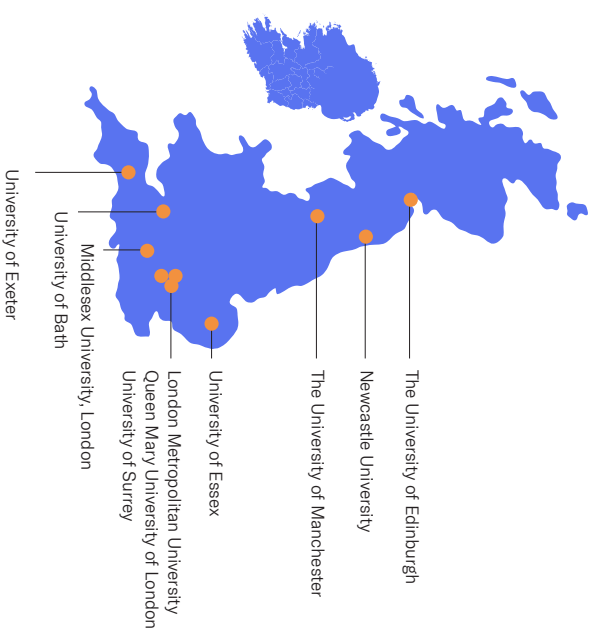 The University of Edinburgh
Newcastle University
The University of Manchester
University of Essex
London Metropolitan University
Queen Mary University of London
University of Surrey
Middlesex University, London
University of Bath
University of Exeter